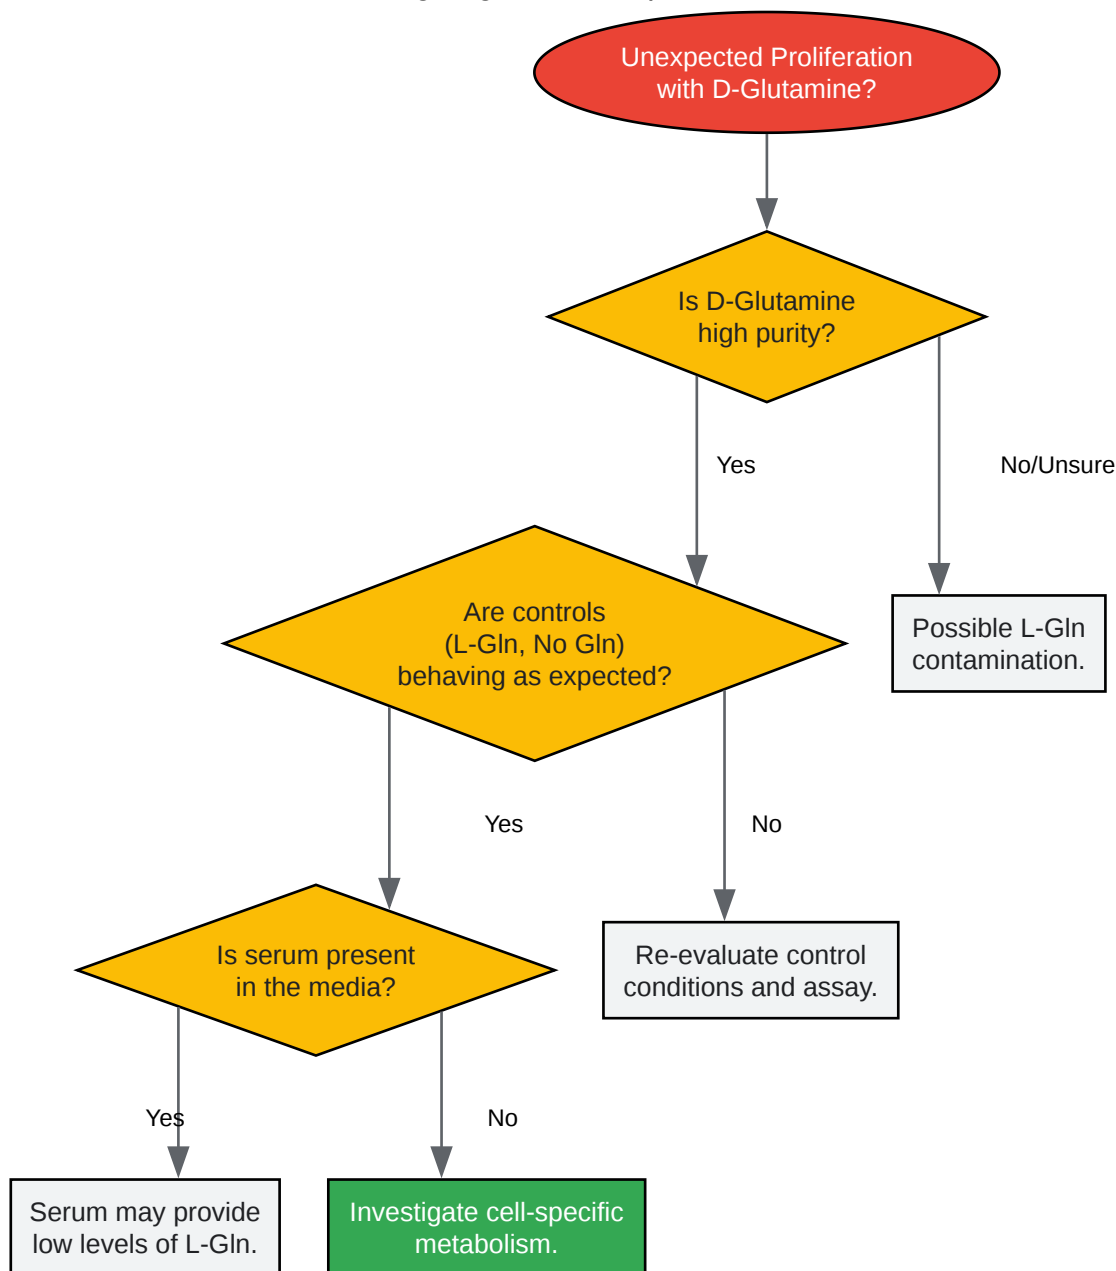 Unexpected Proliferation
with D-Glutamine?
Is D-Glutamine
high purity?
Yes
No/Unsure
Are controls
(L-Gln, No Gln)
behaving as expected?
Possible L-Gln
contamination.
Yes
No
Is serum present
in the media?
Re-evaluate control
conditions and assay.
Yes
No
Serum may provide
low levels of L-Gln.
Investigate cell-specific
metabolism.